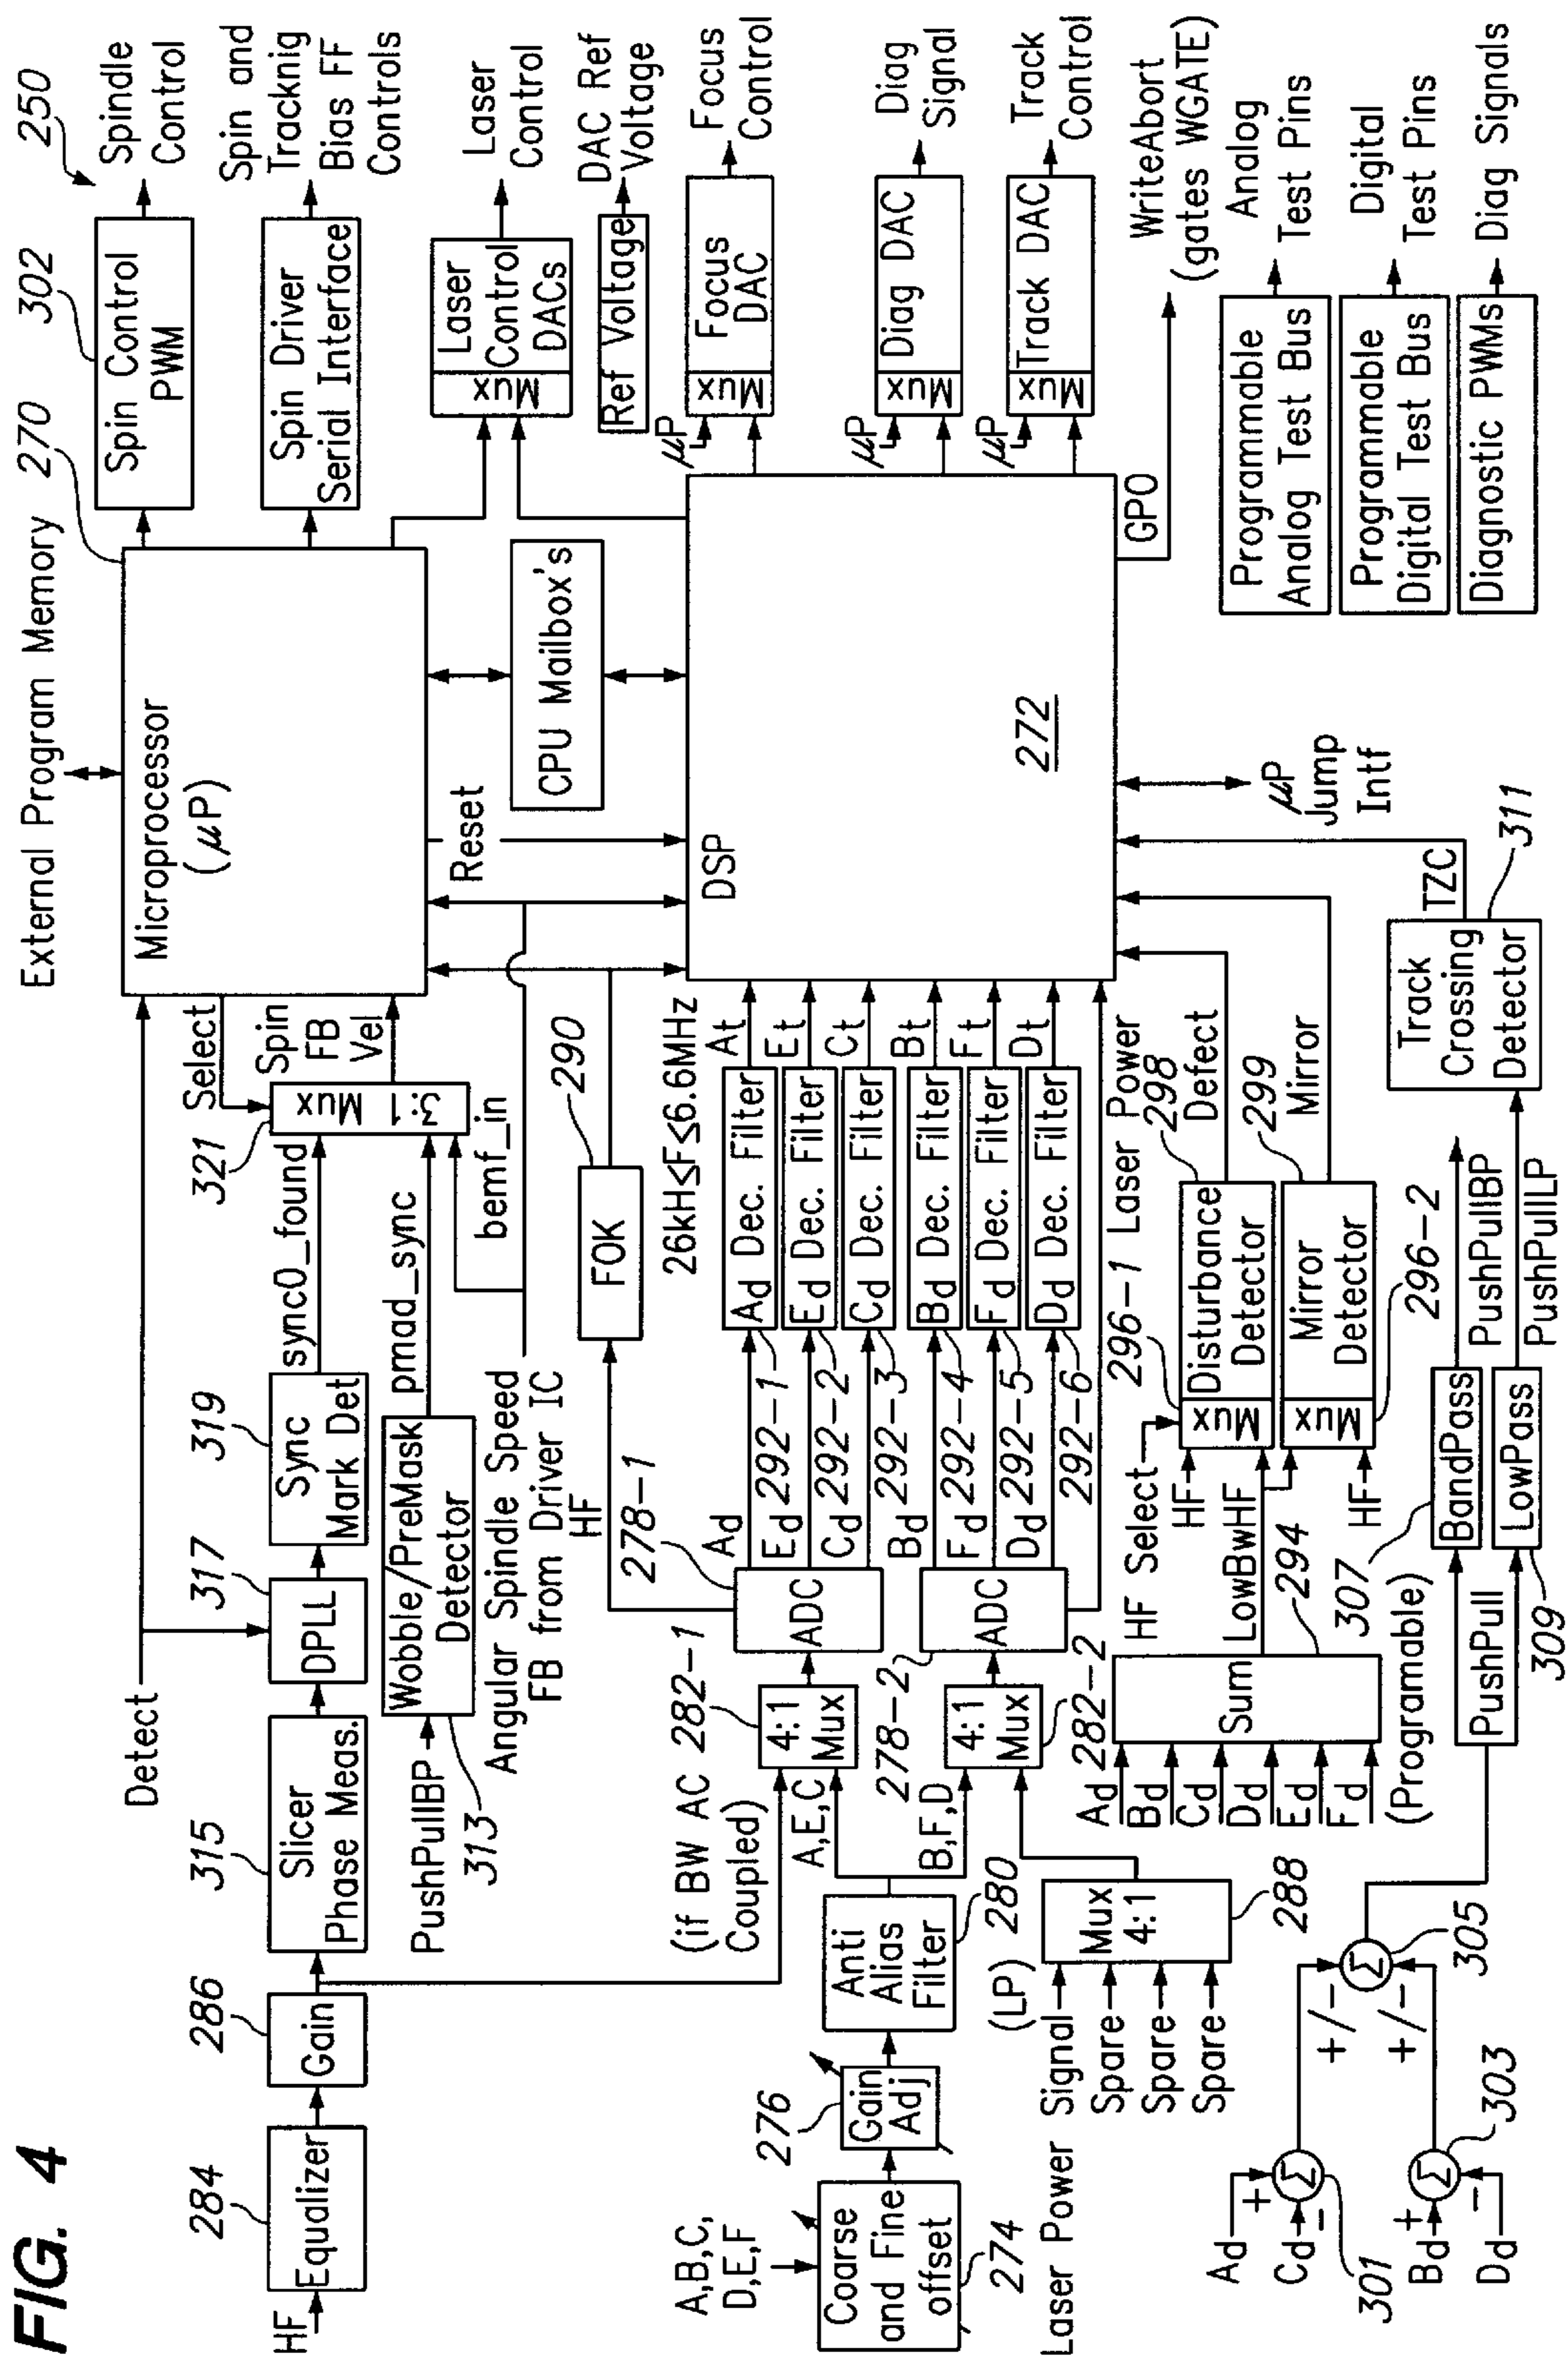 FIG. 4
250
External Program Memory
270
302
Microprocessor
(μP)
Spin Control
PWM
Spindle
Control
Spin Driver
Serial Interface
Spin and
Tracknig
Bias FF
Controls
Laser
Control
DACs
Mux
Laser
Control
Ref Voltage
DAC Ref
Voltage
μP
Mux
Focus
DAC
Focus
Control
μP
Mux
Diag DAC
Diag
Signal
μP
Mux
Track DAC
Track
Control
GPO
WriteAbort
(gates WGATE)
Programmable
Analog Test Bus
Analog
Test Pins
Programmable
Digital Test Bus
Digital
Test Pins
Diagnostic PWMs
Diag Signals
CPU Mailbox's
Reset
DSP
272
μP
Jump
Intf
Detect
HF
Equalizer
284
Gain
286
Slicer
Phase Meas.
315
DPLL
317
Sync
Mark Det
319
sync0_found
321
Select
3:1
Mux
Spin
FB
Vel
PushPullBP
Wobble/PreMask
Detector
313
pmad_sync
bemf_in
Angular Spindle Speed
FB from Driver IC
HF
FOK
290
26kH≤F≤6.6MHz
(if BW AC
Coupled)
282-1
278-1
4:1
Mux
ADC
A,E,C
B,F,D
278-2
4:1
Mux
282-2
ADC
Ad
Ed
Cd
Bd
Fd
Dd
292-1
292-2
292-3
292-4
292-5
292-6
Ad Dec. Filter
Ed Dec. Filter
Cd Dec. Filter
Bd Dec. Filter
Fd Dec. Filter
Dd Dec. Filter
At
Et
Ct
Bt
Ft
Dt
Laser Power
A,B,C,
D,E,F
Coarse
and Fine
offset
274
Gain
Adj
276
Anti
Alias
Filter
280
(LP)
Laser Power Signal
Spare
Spare
Spare
Mux
4:1
288
Ad
Bd
Cd
Dd
Ed
Fd
Sum
294
LowBwHF
(Programable)
HF Select
HF
HF
Mux
Disturbance
Detector
296-1
298
Defect
Mux
Mirror
Detector
296-2
299
Mirror
Ad
Cd
+
−
Σ
301
Bd
Dd
+
−
Σ
303
+/−
+/−
Σ
305
PushPull
307
BandPass
PushPullBP
309
LowPass
PushPullLP
Track
Crossing
Detector
311
TZC